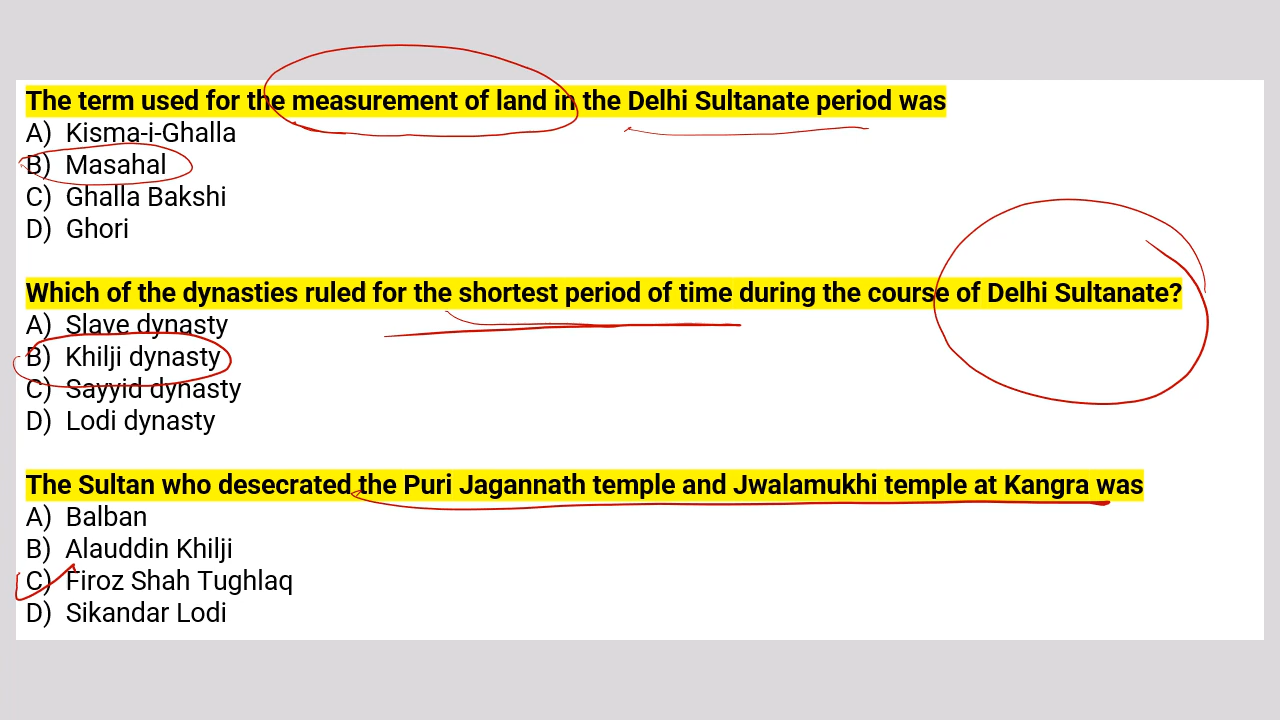 The term used for the measurement of land in the Delhi Sultanate period was
A) Kisma-i-Ghalla
B) Masahal
C) Ghalla Bakshi
D) Ghori
Which of the dynasties ruled for the shortest period of time during the course of Delhi Sultanate?
A) Slave dynasty
B) Khilji dynasty
C) Sayyid dynasty
D) Lodi dynasty
The Sultan who desecrated the Puri Jagannath temple and Jwalamukhi temple at Kangra was
A) Balban
B) Alauddin Khilji
C) Firoz Shah Tughlaq
D) Sikandar Lodi